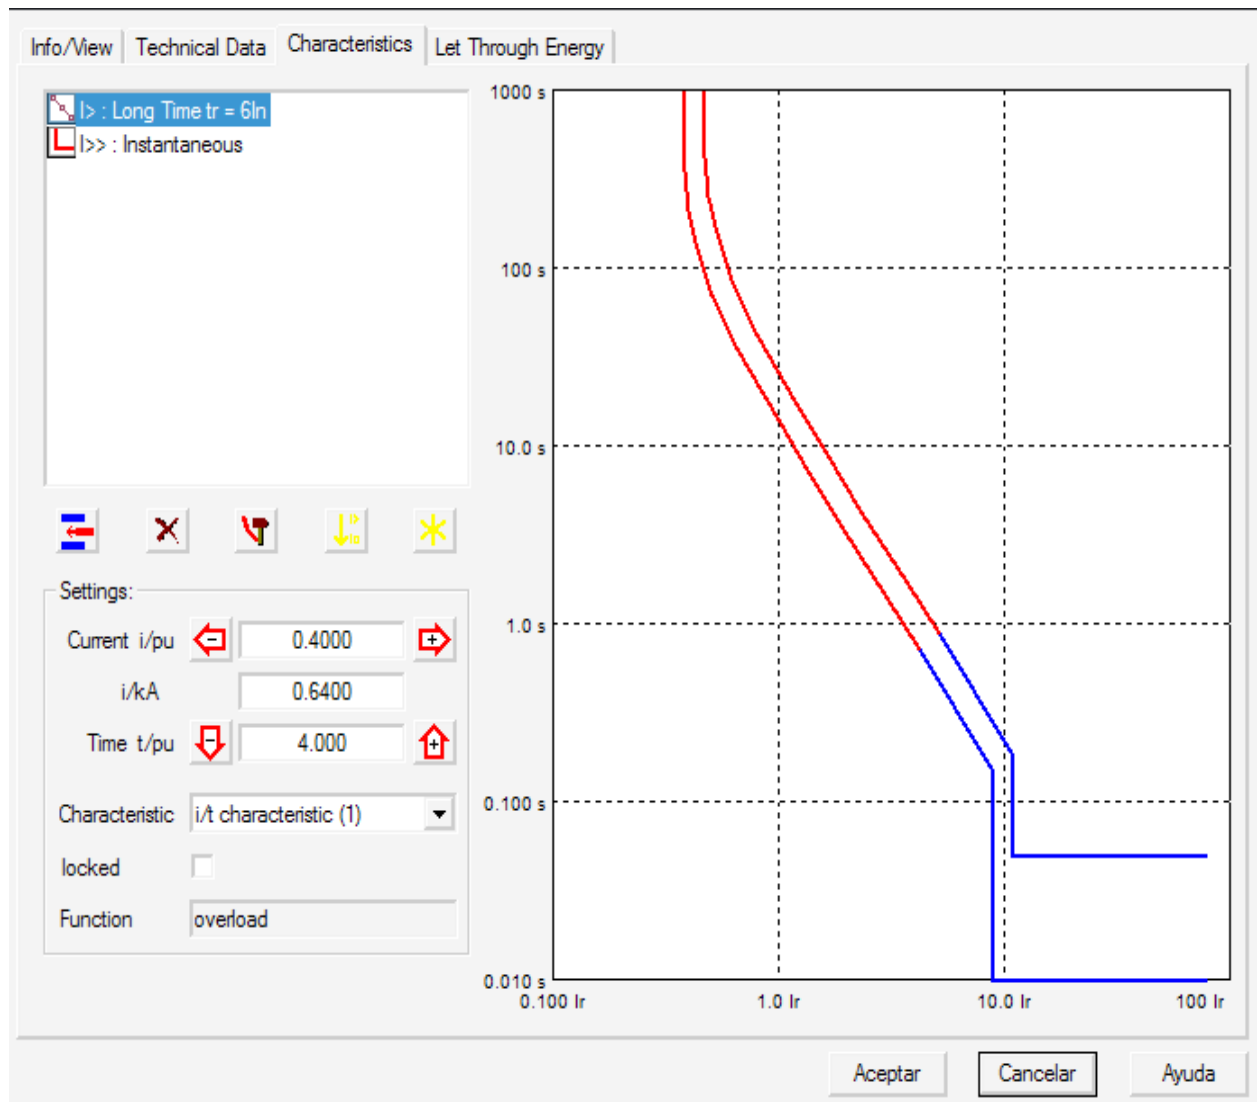 Info/View Technical Data Characteristics Let Through Energy
I> : Long Time tr = 6In
I>> : Instantaneous
Settings:
Current i/pu 0.4000
i/kA 0.6400
Time t/pu 4.000
Characteristic i/t characteristic (1)
locked
Function overload
1000 s
100 s
10.0 s
1.0 s
0.100 s
0.010 s
0.100 Ir 1.0 Ir 10.0 Ir 100 Ir
Aceptar Cancelar Ayuda